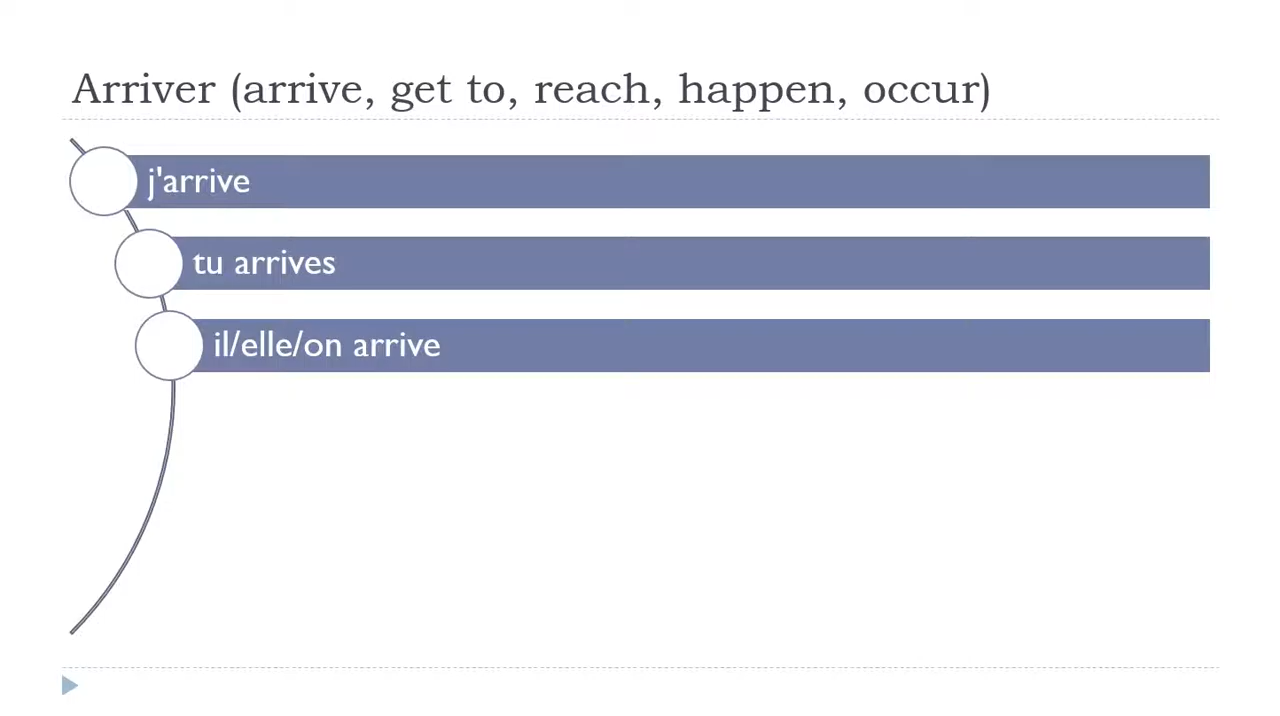 Arriver (arrive, get to, reach, happen, occur)
j'arrive
tu arrives
il/elle/on arrive